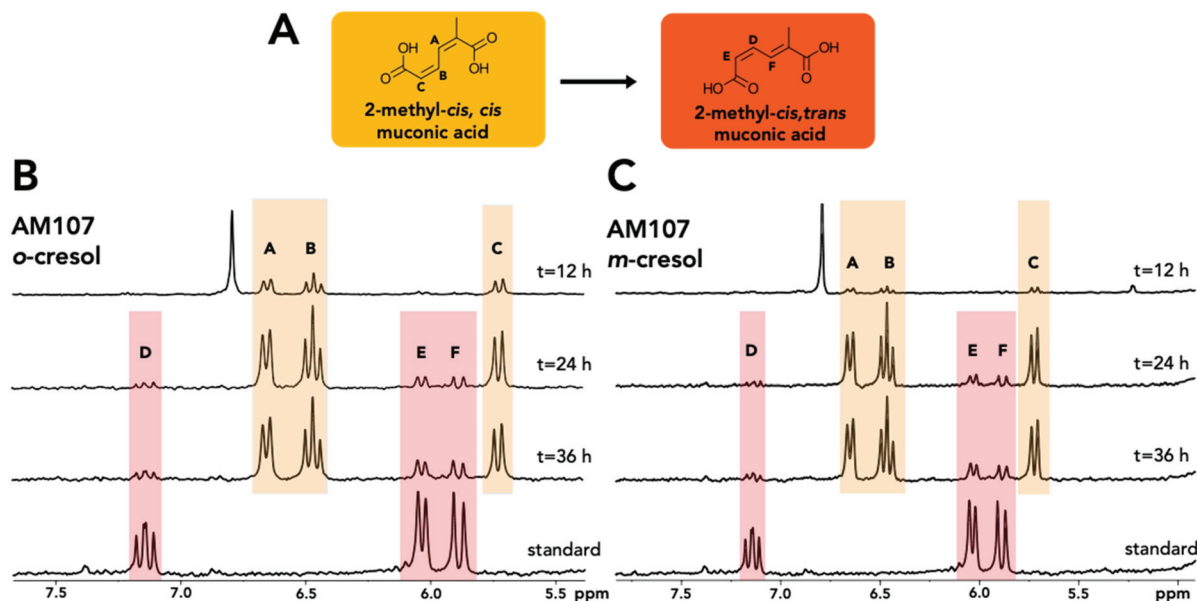 A
OH
O
A
O
OH
B
C
2-methyl-cis, cis
muconic acid
D
E
F
OH
O
HO
O
2-methyl-cis,trans
muconic acid
B
AM107
o-cresol
A
B
C
t=12 h
D
E
F
t=24 h
t=36 h
standard
7.5
7.0
6.5
6.0
5.5
ppm
C
AM107
m-cresol
A
B
C
t=12 h
D
E
F
t=24 h
t=36 h
standard
7.5
7.0
6.5
6.0
5.5
ppm